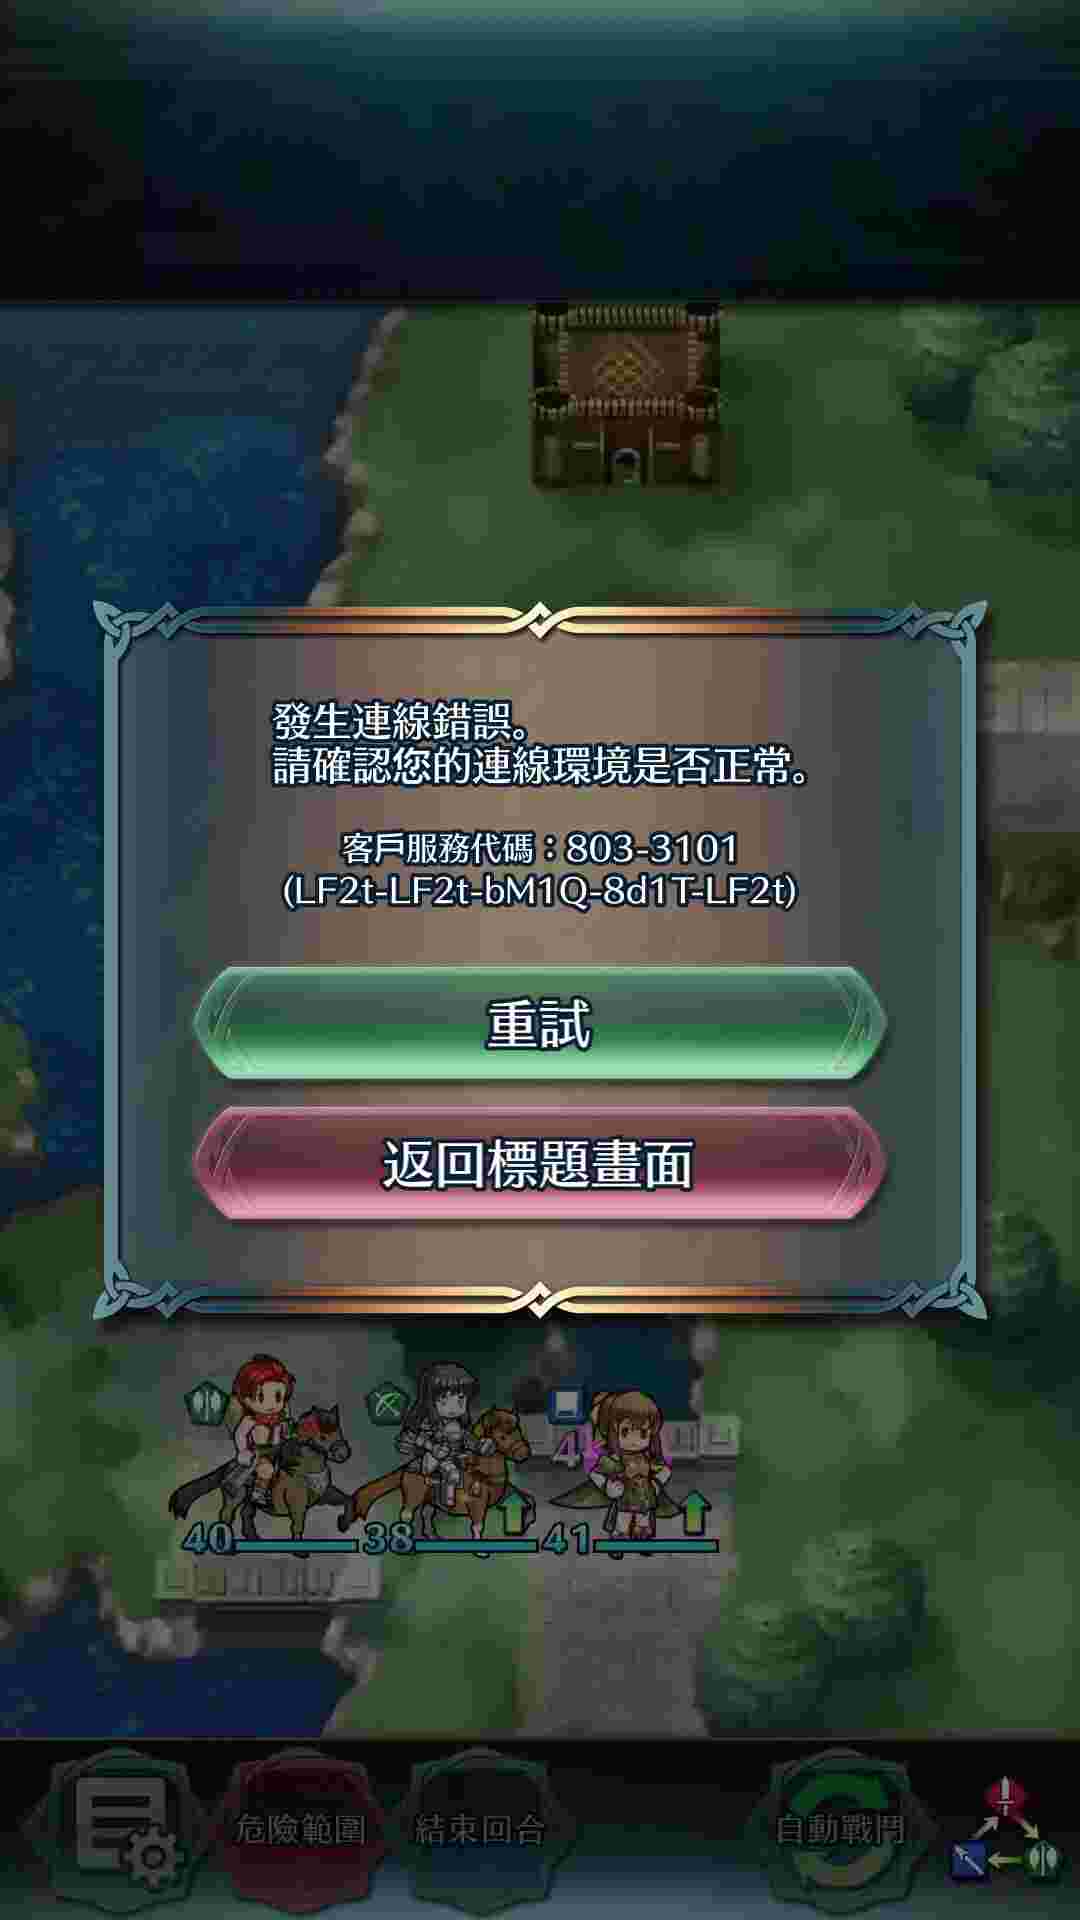 發生連線錯誤。
請確認您的連線環境是否正常。
客戶服務代碼：803-3101
(LF2t-LF2t-bM1Q-8d1T-LF2t)
重試
返回標題畫面
4
40 38 41
危險範圍 結束回合 自動戰鬥